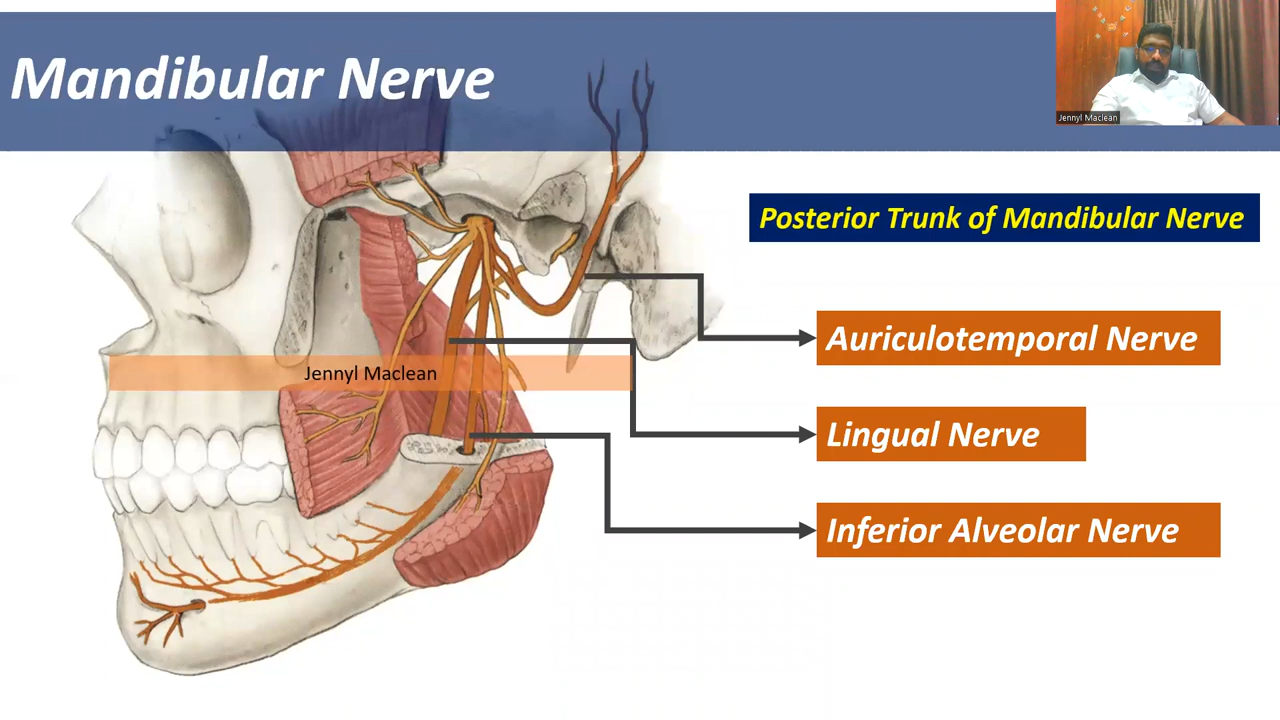 Mandibular Nerve
Jennyl Maclean
Posterior Trunk of Mandibular Nerve
Auriculotemporal Nerve
Jennyl Maclean
Lingual Nerve
Inferior Alveolar Nerve